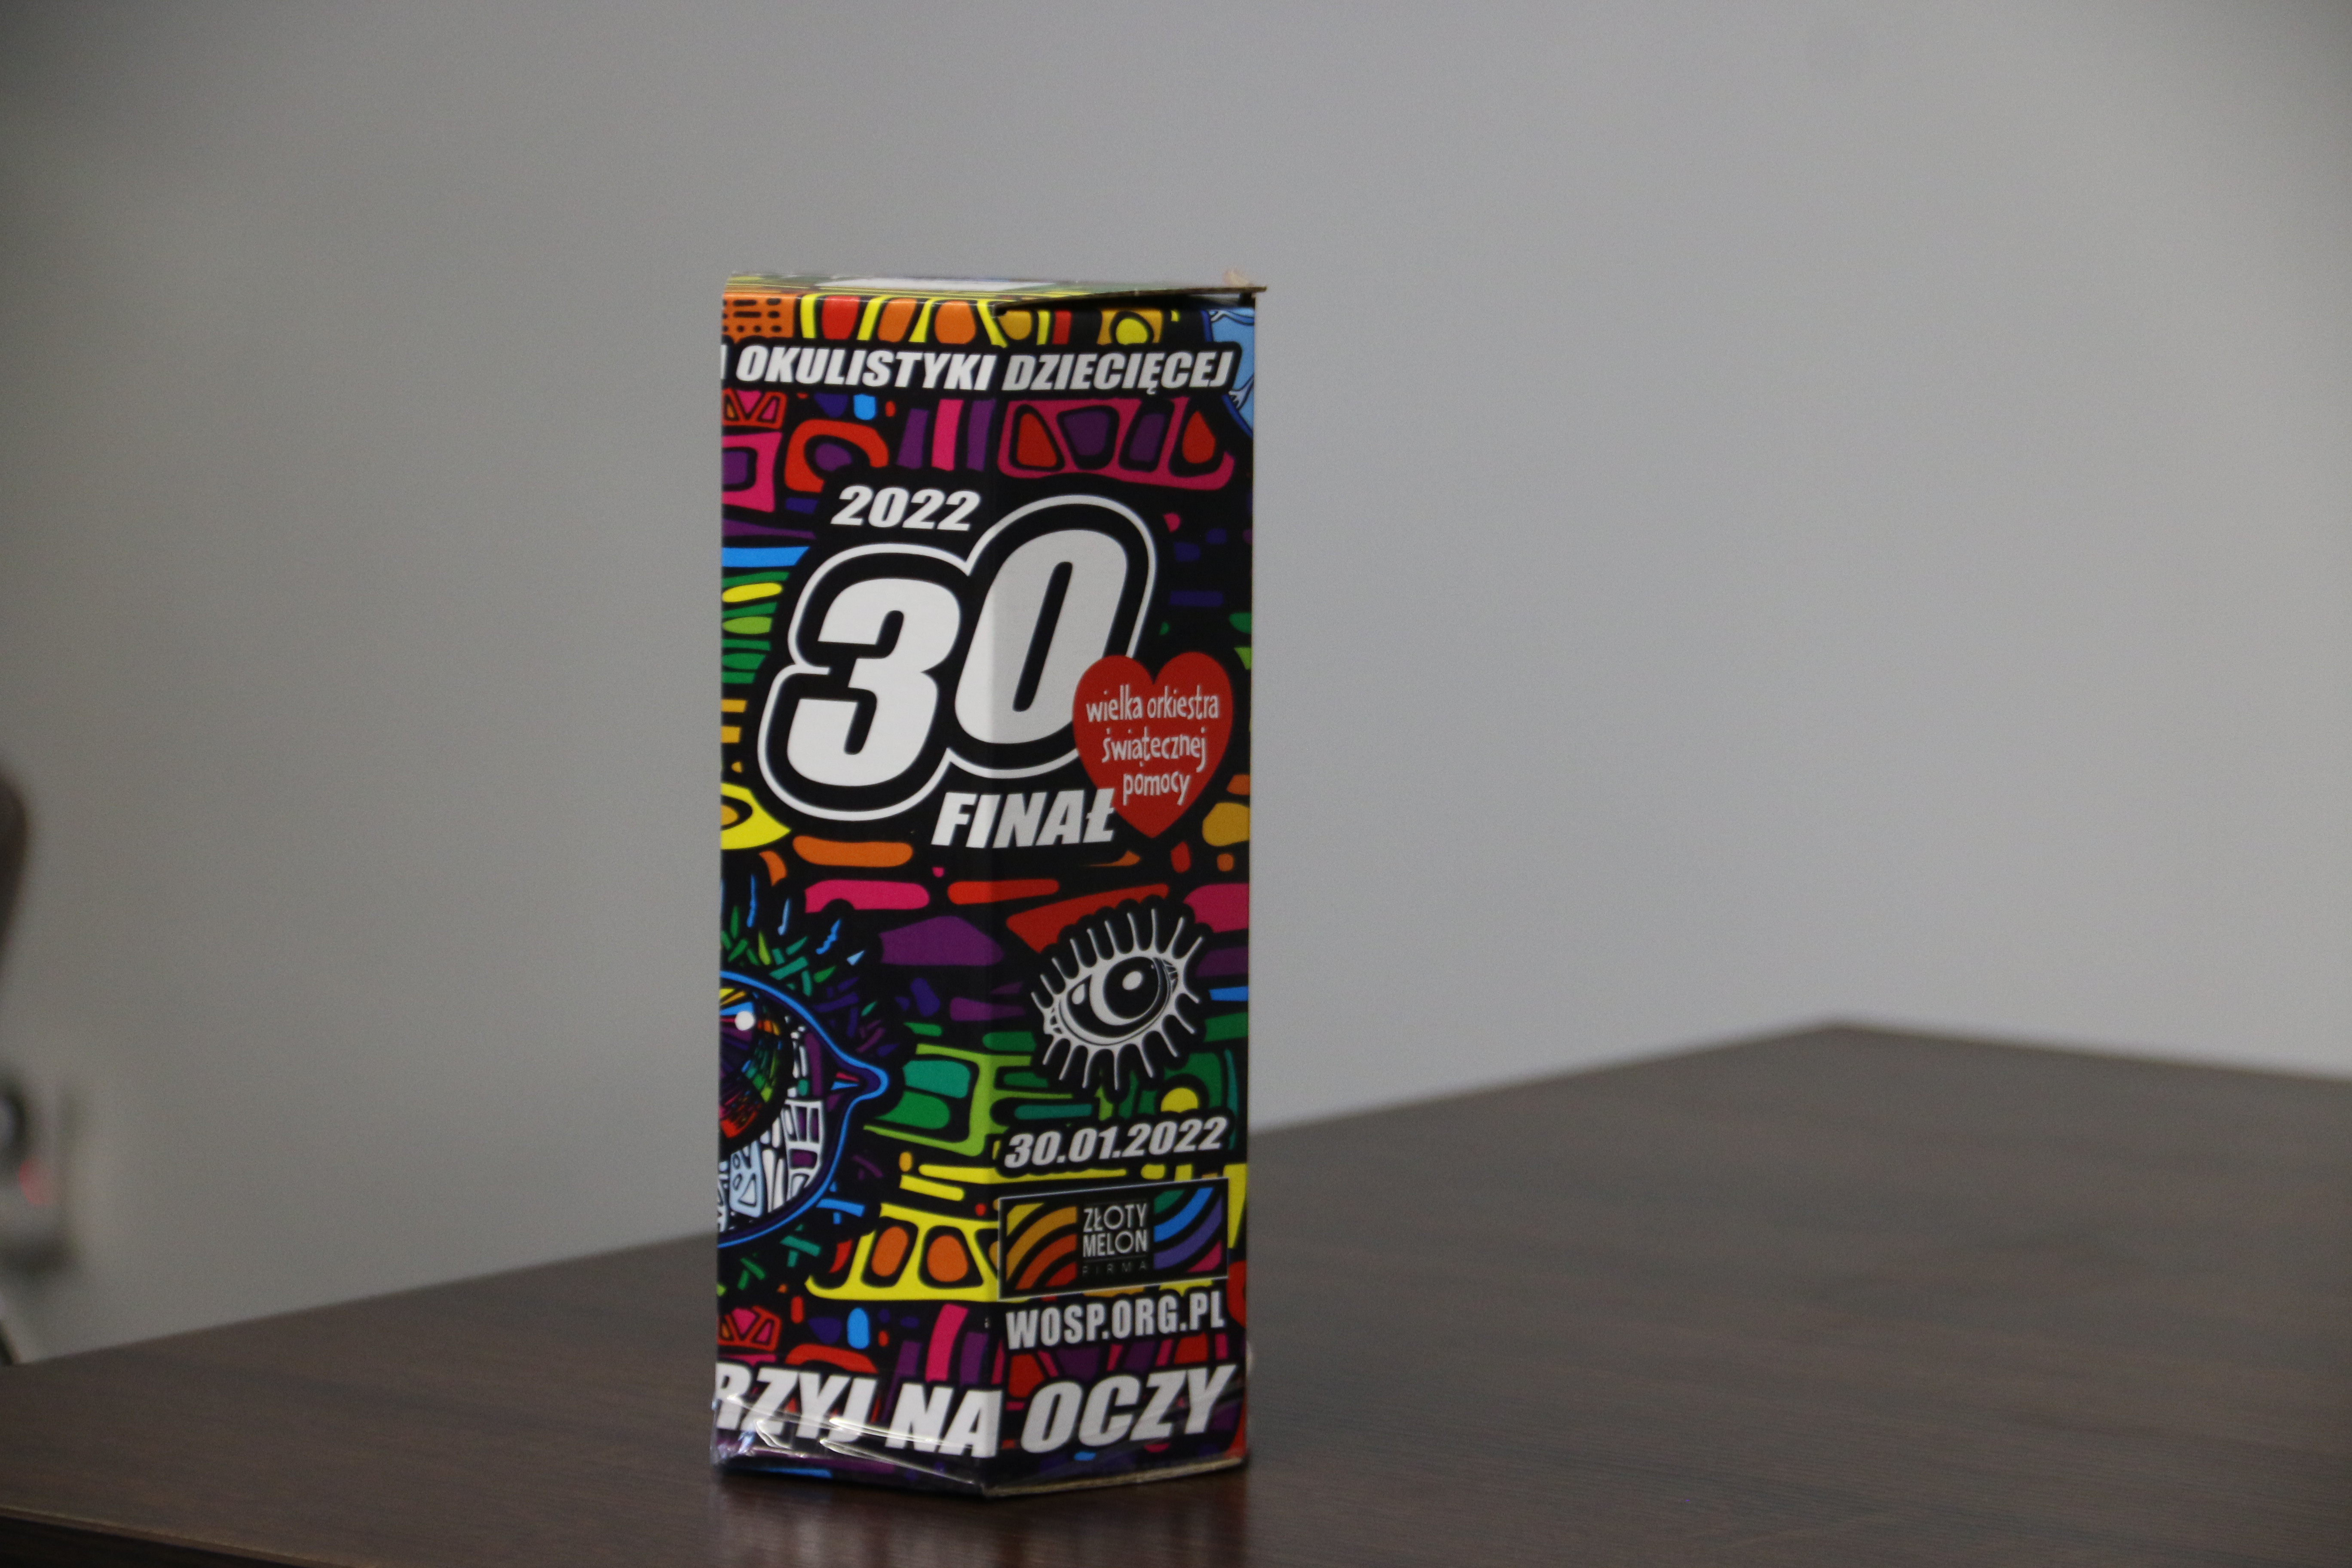 OKULISTYKI DZIECIĘCEJ
2022
30
FINAŁ
wielka orkiestra
świątecznej
pomocy
30.01.2022
ZŁOTY
MELON
FIRMA
WOSP.ORG.PL
RZYJ NA OCZY